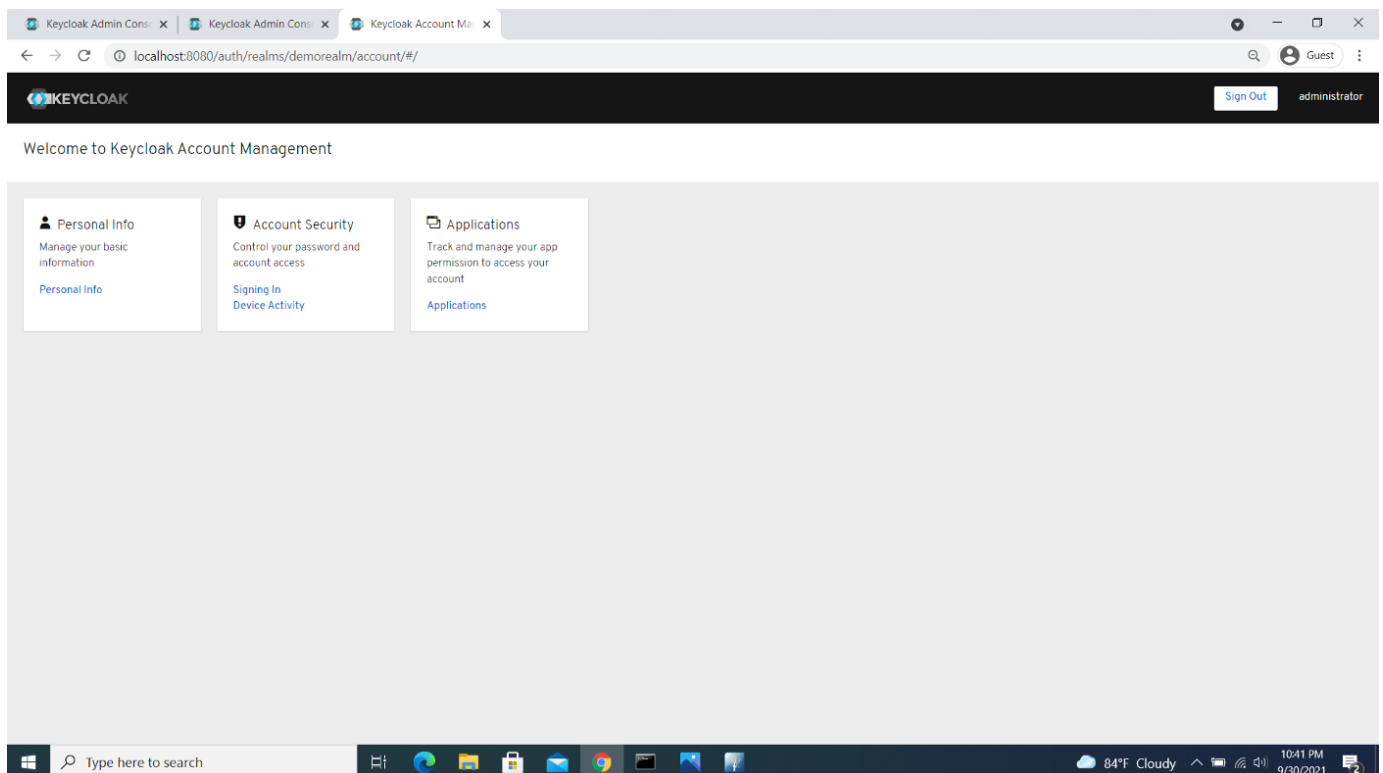 Keycloak Admin Cons
Keycloak Admin Cons
Keycloak Account Ma
localhost:8080/auth/realms/demorealm/account/#/
Guest
KEYCLOAK
Sign Out
administrator
Welcome to Keycloak Account Management
Personal Info
Manage your basic
information
Personal Info
Account Security
Control your password and
account access
Signing In
Device Activity
Applications
Track and manage your app
permission to access your
account
Applications
Type here to search
84°F Cloudy
10:41 PM
9/30/2021
2